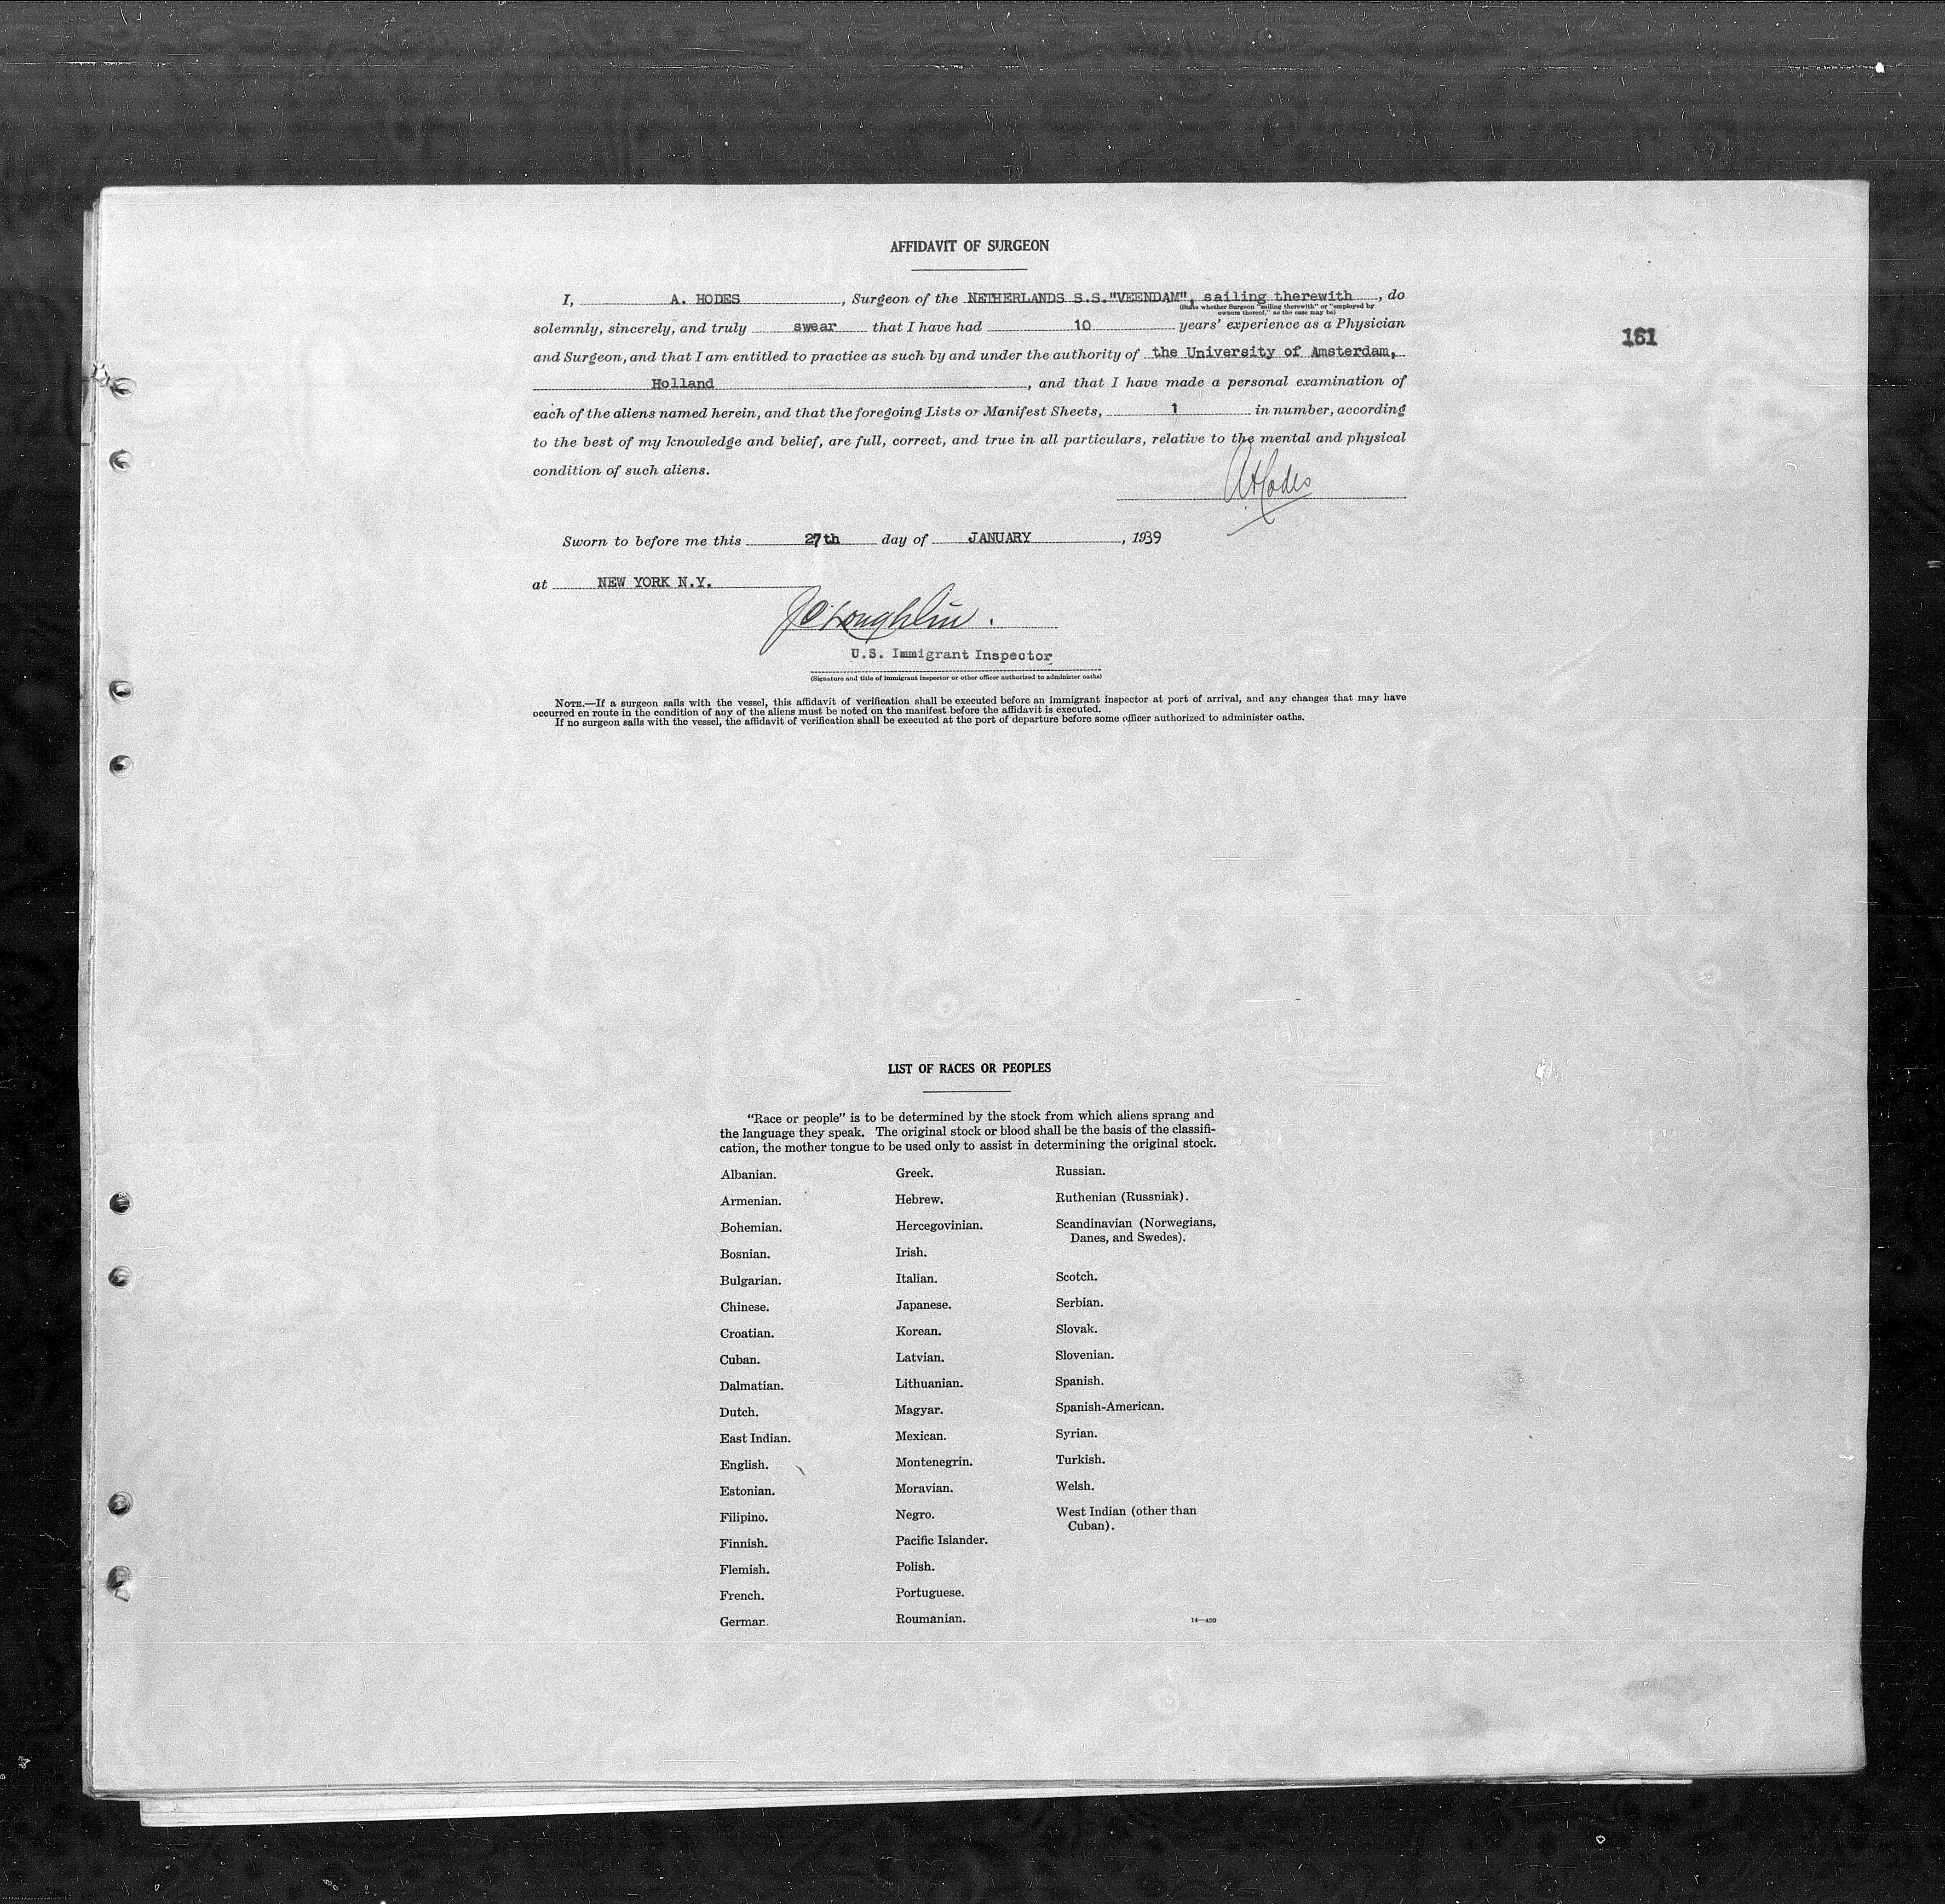 AFFIDAVIT OF SURGEON
I, A. HODES, Surgeon of the NETHERLANDS S.S."VEENDAM", sailing therewith, do
(State whether Surgeon "sailing therewith" or "employed by
owners thereof," as the case may be)
solemnly, sincerely, and truly swear that I have had 10 years' experience as a Physician
161
and Surgeon, and that I am entitled to practice as such by and under the authority of the University of Amsterdam,
Holland, and that I have made a personal examination of
each of the aliens named herein, and that the foregoing Lists or Manifest Sheets, 1 in number, according
to the best of my knowledge and belief, are full, correct, and true in all particulars, relative to the mental and physical
condition of such aliens.
AHodes
Sworn to before me this 27th day of JANUARY, 1939
at NEW YORK N.Y.
J O'Loughlin.
U.S. Immigrant Inspector
(Signature and title of immigrant inspector or other officer authorized to administer oaths)
NOTE.—If a surgeon sails with the vessel, this affidavit of verification shall be executed before an immigrant inspector at port of arrival, and any changes that may have
occurred en route in the condition of any of the aliens must be noted on the manifest before the affidavit is executed.
If no surgeon sails with the vessel, the affidavit of verification shall be executed at the port of departure before some officer authorized to administer oaths.
LIST OF RACES OR PEOPLES
"Race or people" is to be determined by the stock from which aliens sprang and
the language they speak. The original stock or blood shall be the basis of the classifi-
cation, the mother tongue to be used only to assist in determining the original stock.
Albanian.
Armenian.
Bohemian.
Bosnian.
Bulgarian.
Chinese.
Croatian.
Cuban.
Dalmatian.
Dutch.
East Indian.
English.
Estonian.
Filipino.
Finnish.
Flemish.
French.
German.
Greek.
Hebrew.
Hercegovinian.
Irish.
Italian.
Japanese.
Korean.
Latvian.
Lithuanian.
Magyar.
Mexican.
Montenegrin.
Moravian.
Negro.
Pacific Islander.
Polish.
Portuguese.
Roumanian.
Russian.
Ruthenian (Russniak).
Scandinavian (Norwegians,
Danes, and Swedes).
Scotch.
Serbian.
Slovak.
Slovenian.
Spanish.
Spanish-American.
Syrian.
Turkish.
Welsh.
West Indian (other than
Cuban).
14—430